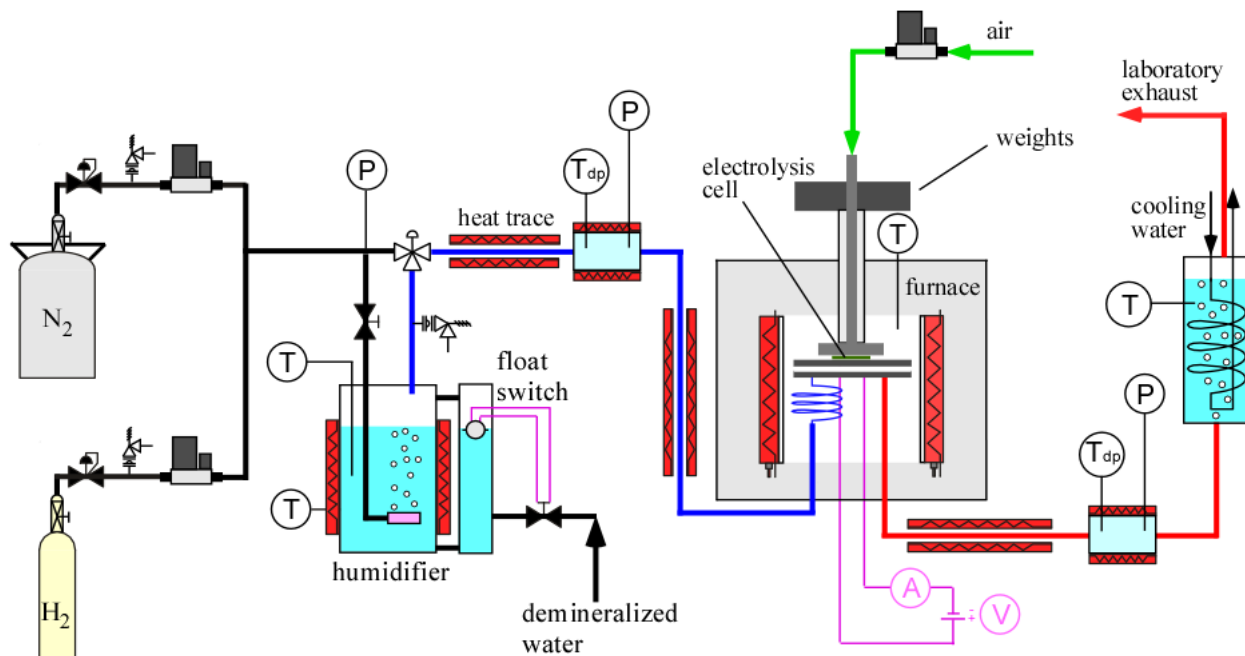 air
laboratory
exhaust
P
weights
P
T dp
electrolysis
cell
heat trace
cooling
water
T
furnace
N2
T
float
switch
T
P
T dp
T
humidifier
H2
demineralized
water
A
- +
V